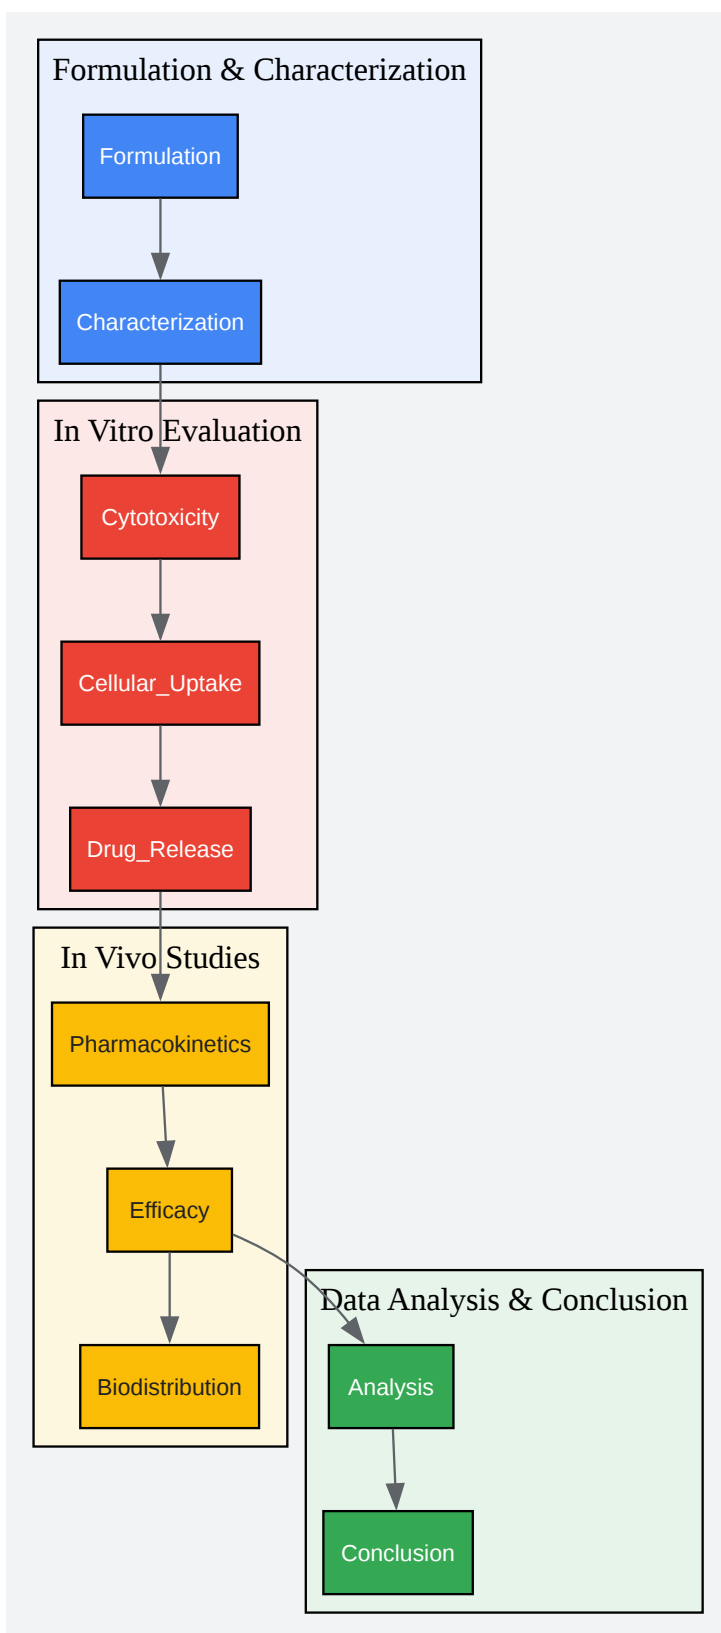 Formulation & Characterization
Formulation
Characterization
In Vitro Evaluation
Cytotoxicity
Cellular_Uptake
Drug_Release
In Vivo Studies
Pharmacokinetics
Efficacy
Biodistribution
Data Analysis & Conclusion
Analysis
Conclusion